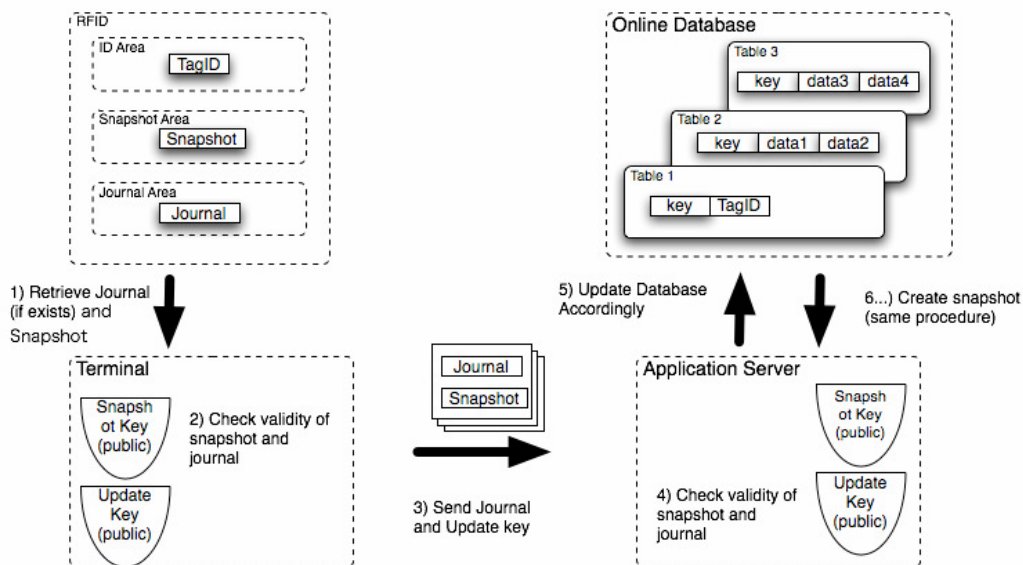 RFID
ID Area
TagID
Snapshot Area
Snapshot
Journal Area
Journal
Online Database
Table 3
key data3 data4
Table 2
key data1 data2
Table 1
key TagID
1) Retrieve Journal
(if exists) and
Snapshot
5) Update Database
Accordingly
6...) Create snapshot
(same procedure)
Terminal
Snapsh
ot Key
(public)
2) Check validity of
snapshot and
journal
Update
Key
(public)
Journal
Snapshot
3) Send Journal
and Update key
Application Server
Snapsh
ot Key
(public)
4) Check validity of
snapshot and
journal
Update
Key
(public)